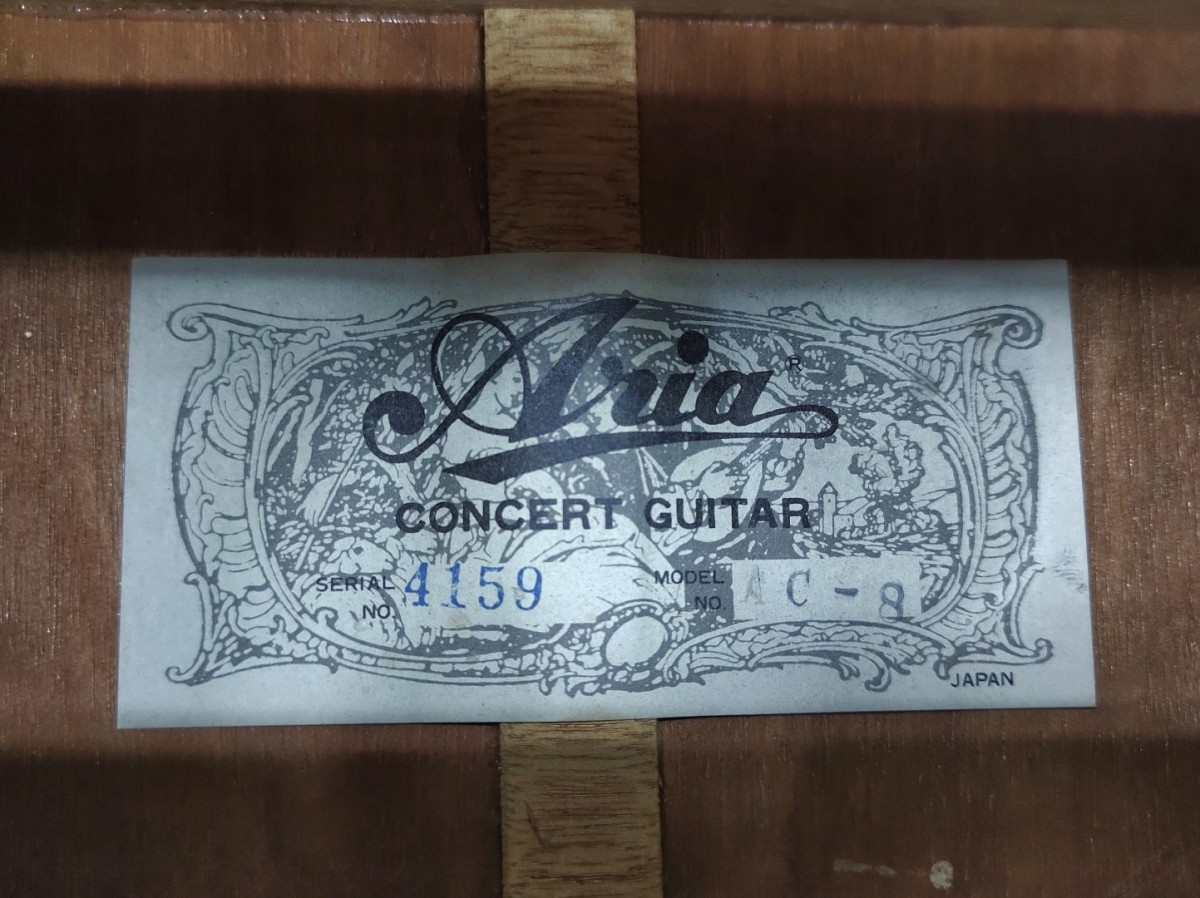 Aria®
CONCERT GUITAR
SERIAL NO. 4159
MODEL NO. AC-8
JAPAN